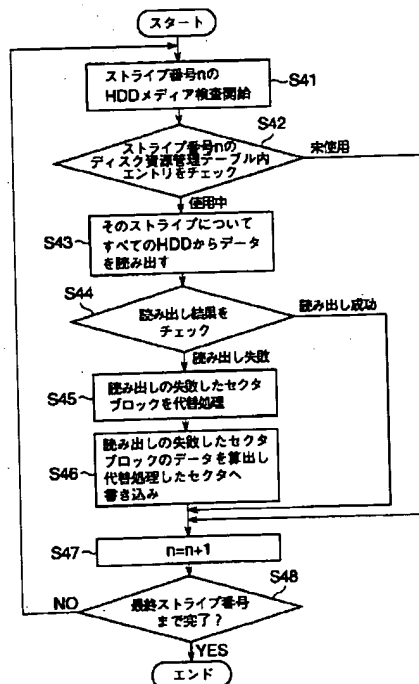 スタート
ストライプ番号nの
HDDメディア検査開始
S41
S42
ストライプ番号nの
ディスク資源管理テーブル内
エントリをチェック
未使用
使用中
S43
そのストライプについて
すべてのHDDからデータ
を読み出す
S44
読み出し結果を
チェック
読み出し成功
読み出し失敗
S45
読み出しの失敗したセクタ
ブロックを代替処理
S46
読み出しの失敗したセクタ
ブロックのデータを算出し
代替処理したセクタへ
書き込み
S47
n=n+1
S48
NO
最終ストライプ番号
まで完了?
YES
エンド